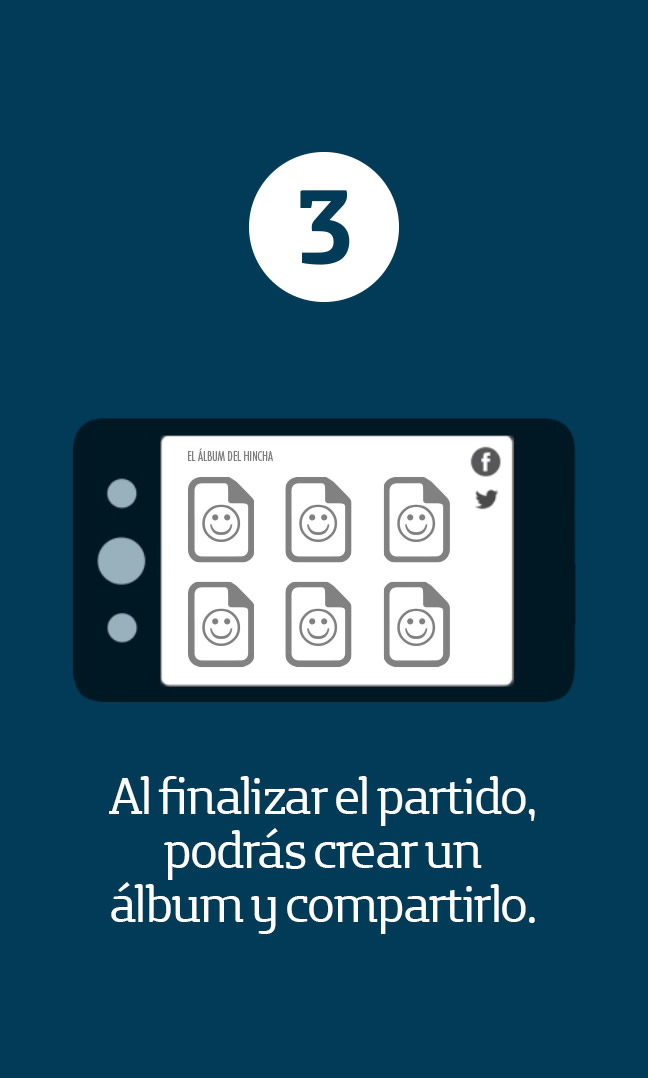 3
EL ÁLBUM DEL HINCHA
Al finalizar el partido,
podrás crear un
álbum y compartirlo.